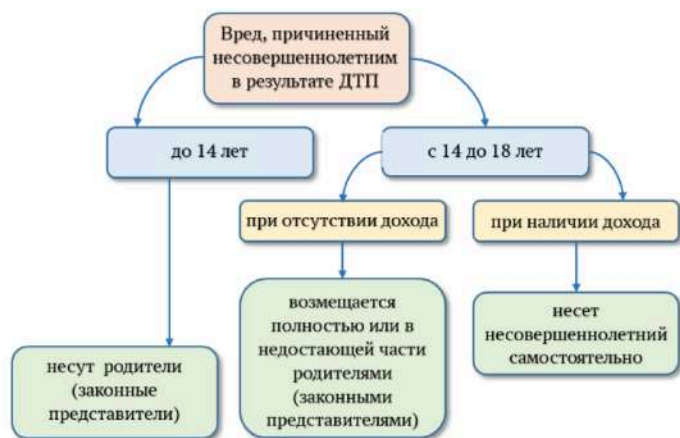 Вред, причиненный
несовершеннолетним
в результате ДТП
до 14 лет
с 14 до 18 лет
при отсутствии дохода
при наличии дохода
возмещается
полностью или в
недостающей части
родителями
(законными
представителями)
несет
несовершеннолетний
самостоятельно
несут родители
(законные
представители)